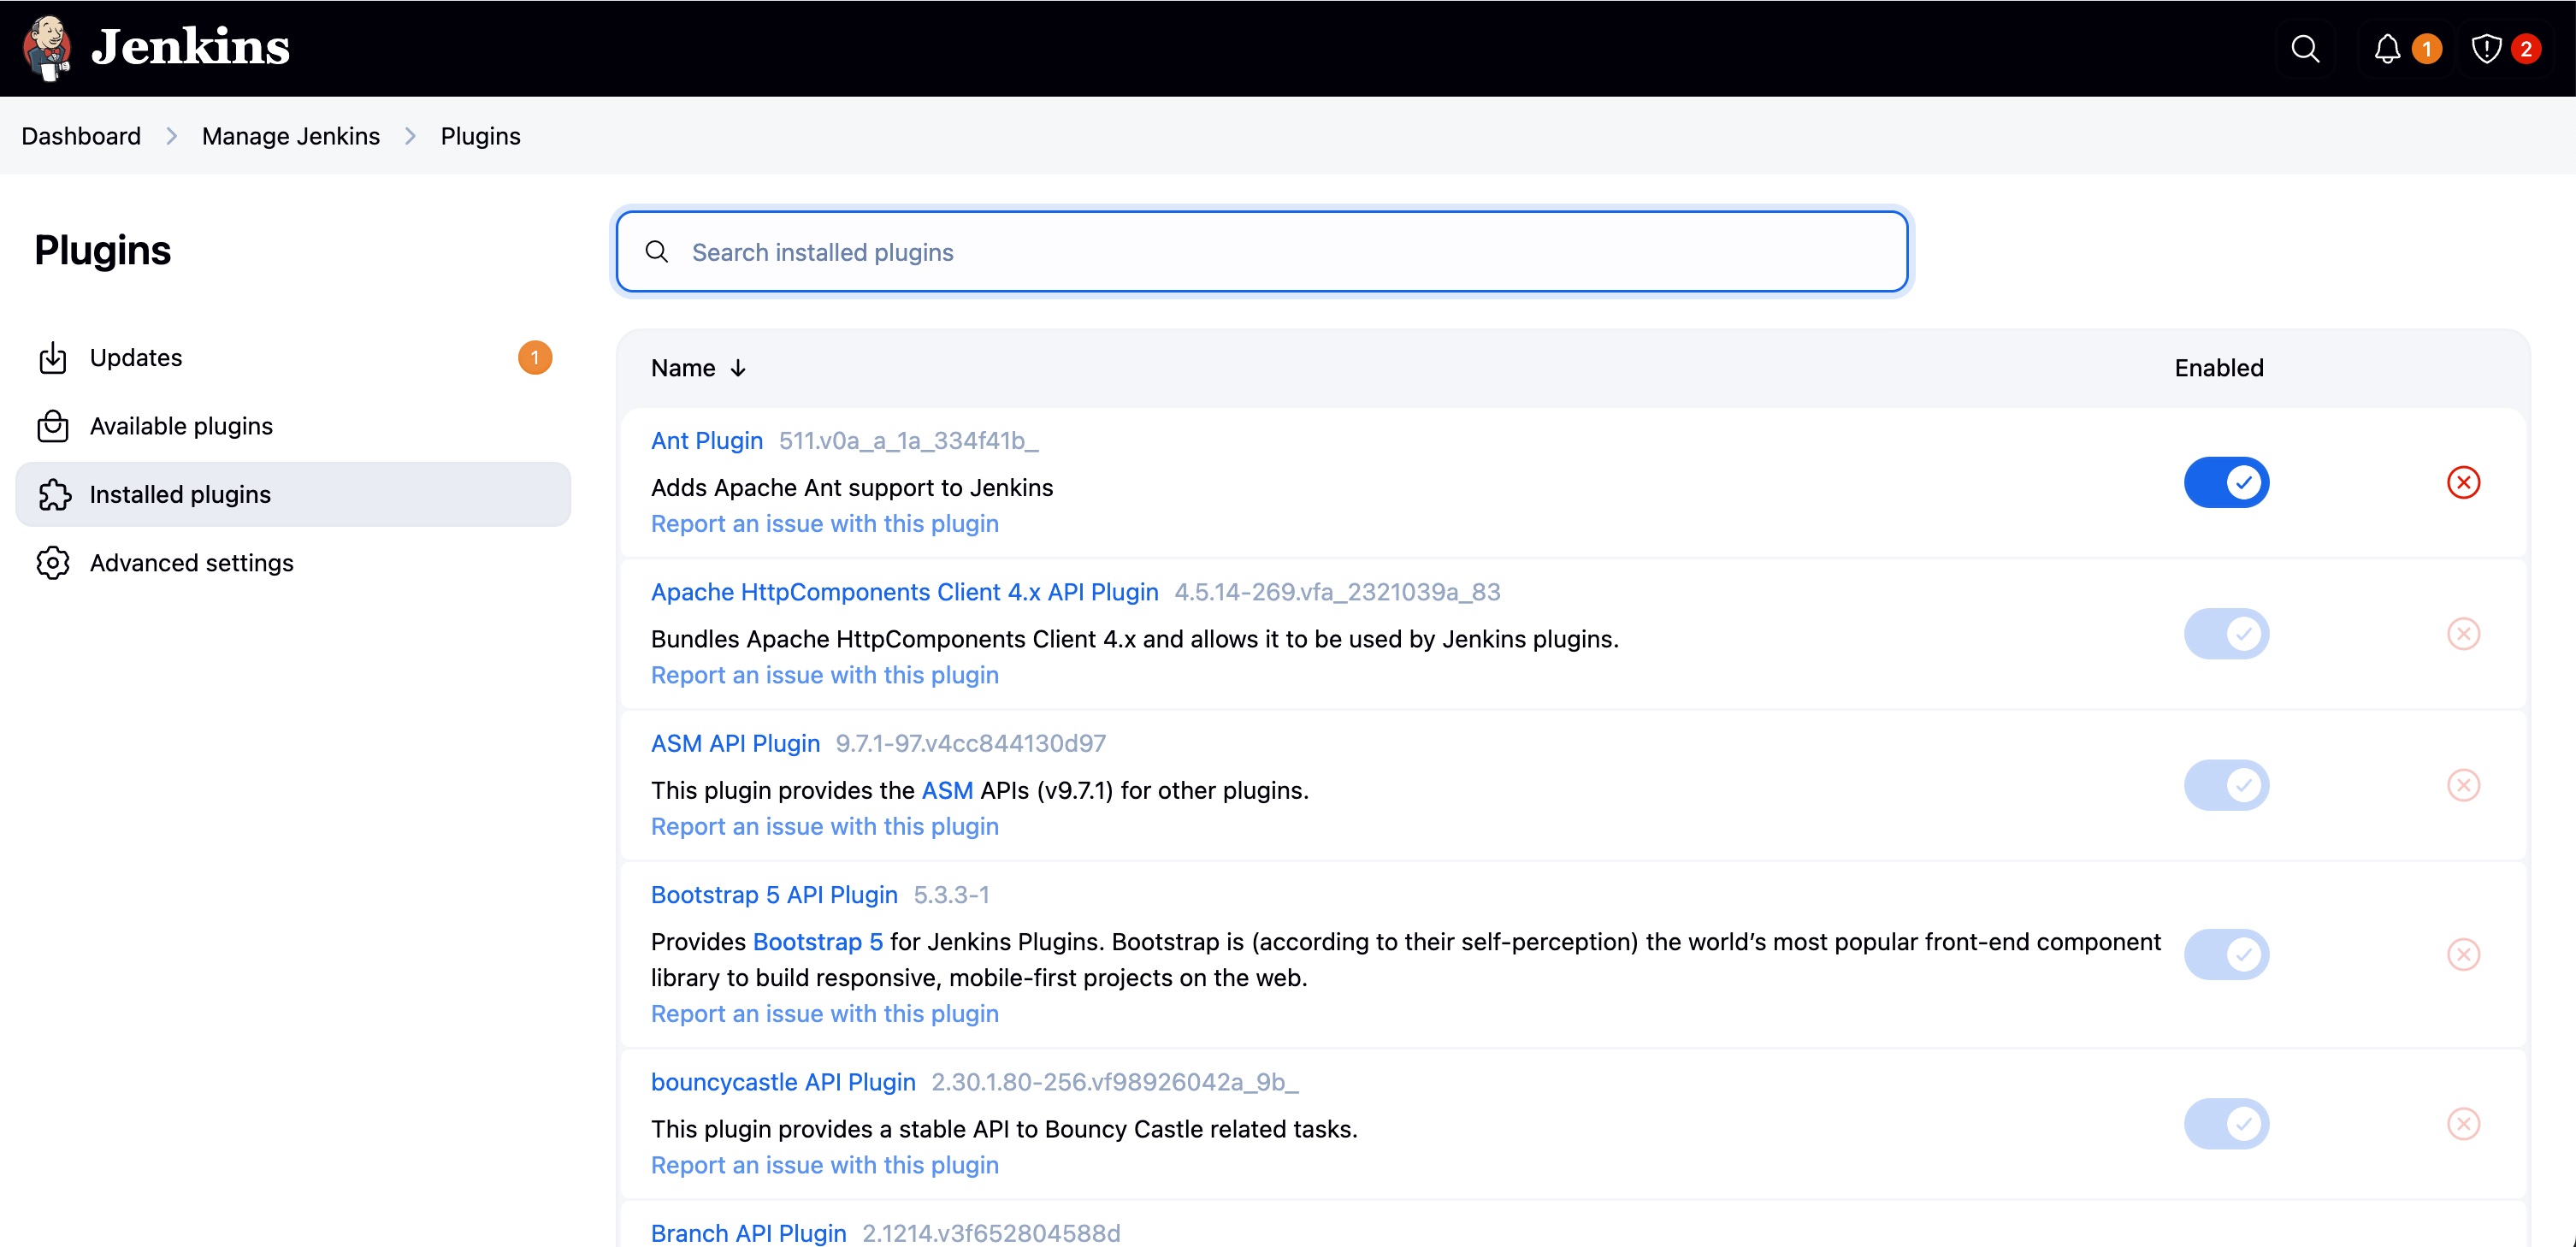 Jenkins
1
2
Dashboard > Manage Jenkins > Plugins
Plugins
Updates 1
Available plugins
Installed plugins
Advanced settings
Search installed plugins
Name ↓ Enabled
Ant Plugin 511.v0a_a_1a_334f41b_
Adds Apache Ant support to Jenkins
Report an issue with this plugin
Apache HttpComponents Client 4.x API Plugin 4.5.14-269.vfa_2321039a_83
Bundles Apache HttpComponents Client 4.x and allows it to be used by Jenkins plugins.
Report an issue with this plugin
ASM API Plugin 9.7.1-97.v4cc844130d97
This plugin provides the ASM APIs (v9.7.1) for other plugins.
Report an issue with this plugin
Bootstrap 5 API Plugin 5.3.3-1
Provides Bootstrap 5 for Jenkins Plugins. Bootstrap is (according to their self-perception) the world’s most popular front-end component
library to build responsive, mobile-first projects on the web.
Report an issue with this plugin
bouncycastle API Plugin 2.30.1.80-256.vf98926042a_9b_
This plugin provides a stable API to Bouncy Castle related tasks.
Report an issue with this plugin
Branch API Plugin 2.1214.v3f652804588d